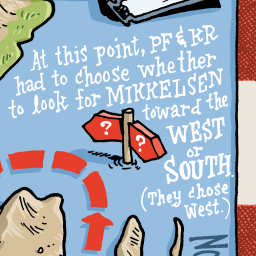 At this point, PF & KR
had to choose whether
to look for MIKKELSEN
toward the
WEST
or
SOUTH.
(They chose
West.)
? ?
NO